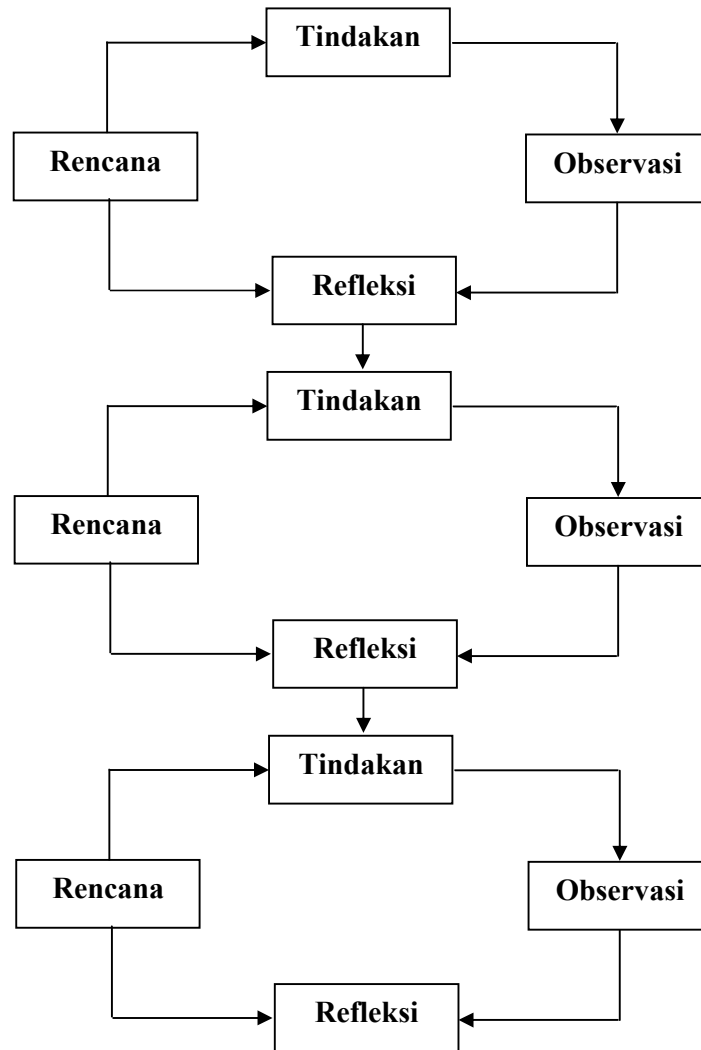 Tindakan
Rencana
Observasi
Refleksi
Tindakan
Rencana
Observasi
Refleksi
Tindakan
Rencana
Observasi
Refleksi